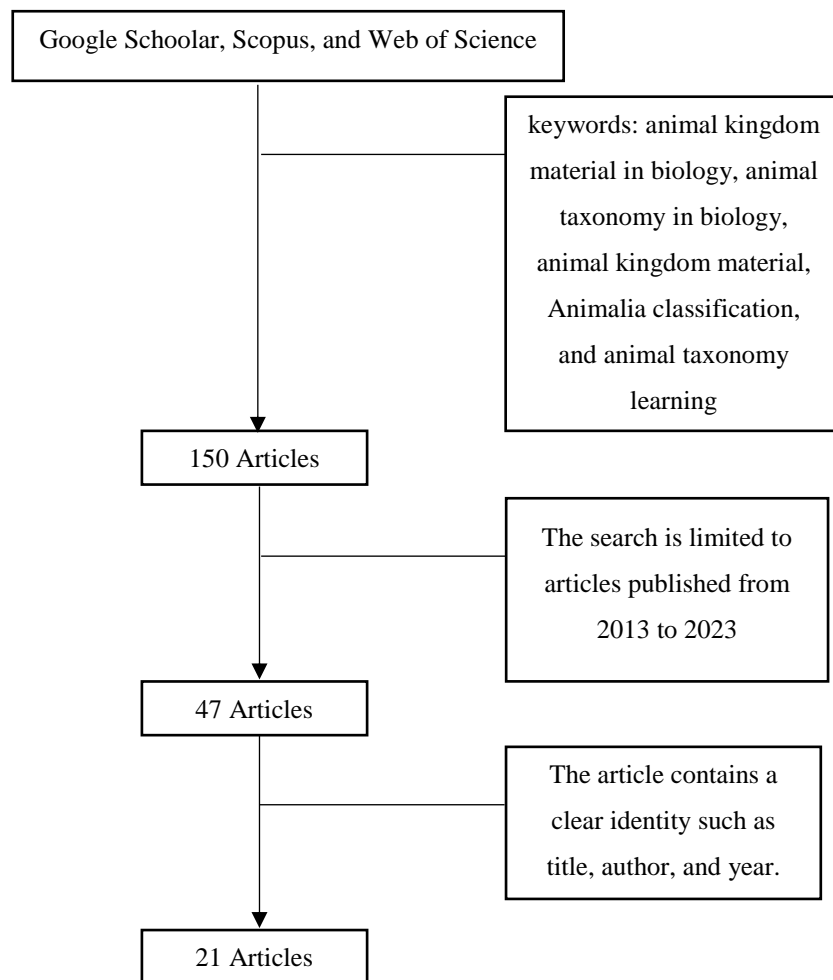 Google Schoolar, Scopus, and Web of Science
keywords: animal kingdom
material in biology, animal
taxonomy in biology,
animal kingdom material,
Animalia classification,
and animal taxonomy
learning
150 Articles
The search is limited to
articles published from
2013 to 2023
47 Articles
The article contains a
clear identity such as
title, author, and year.
21 Articles